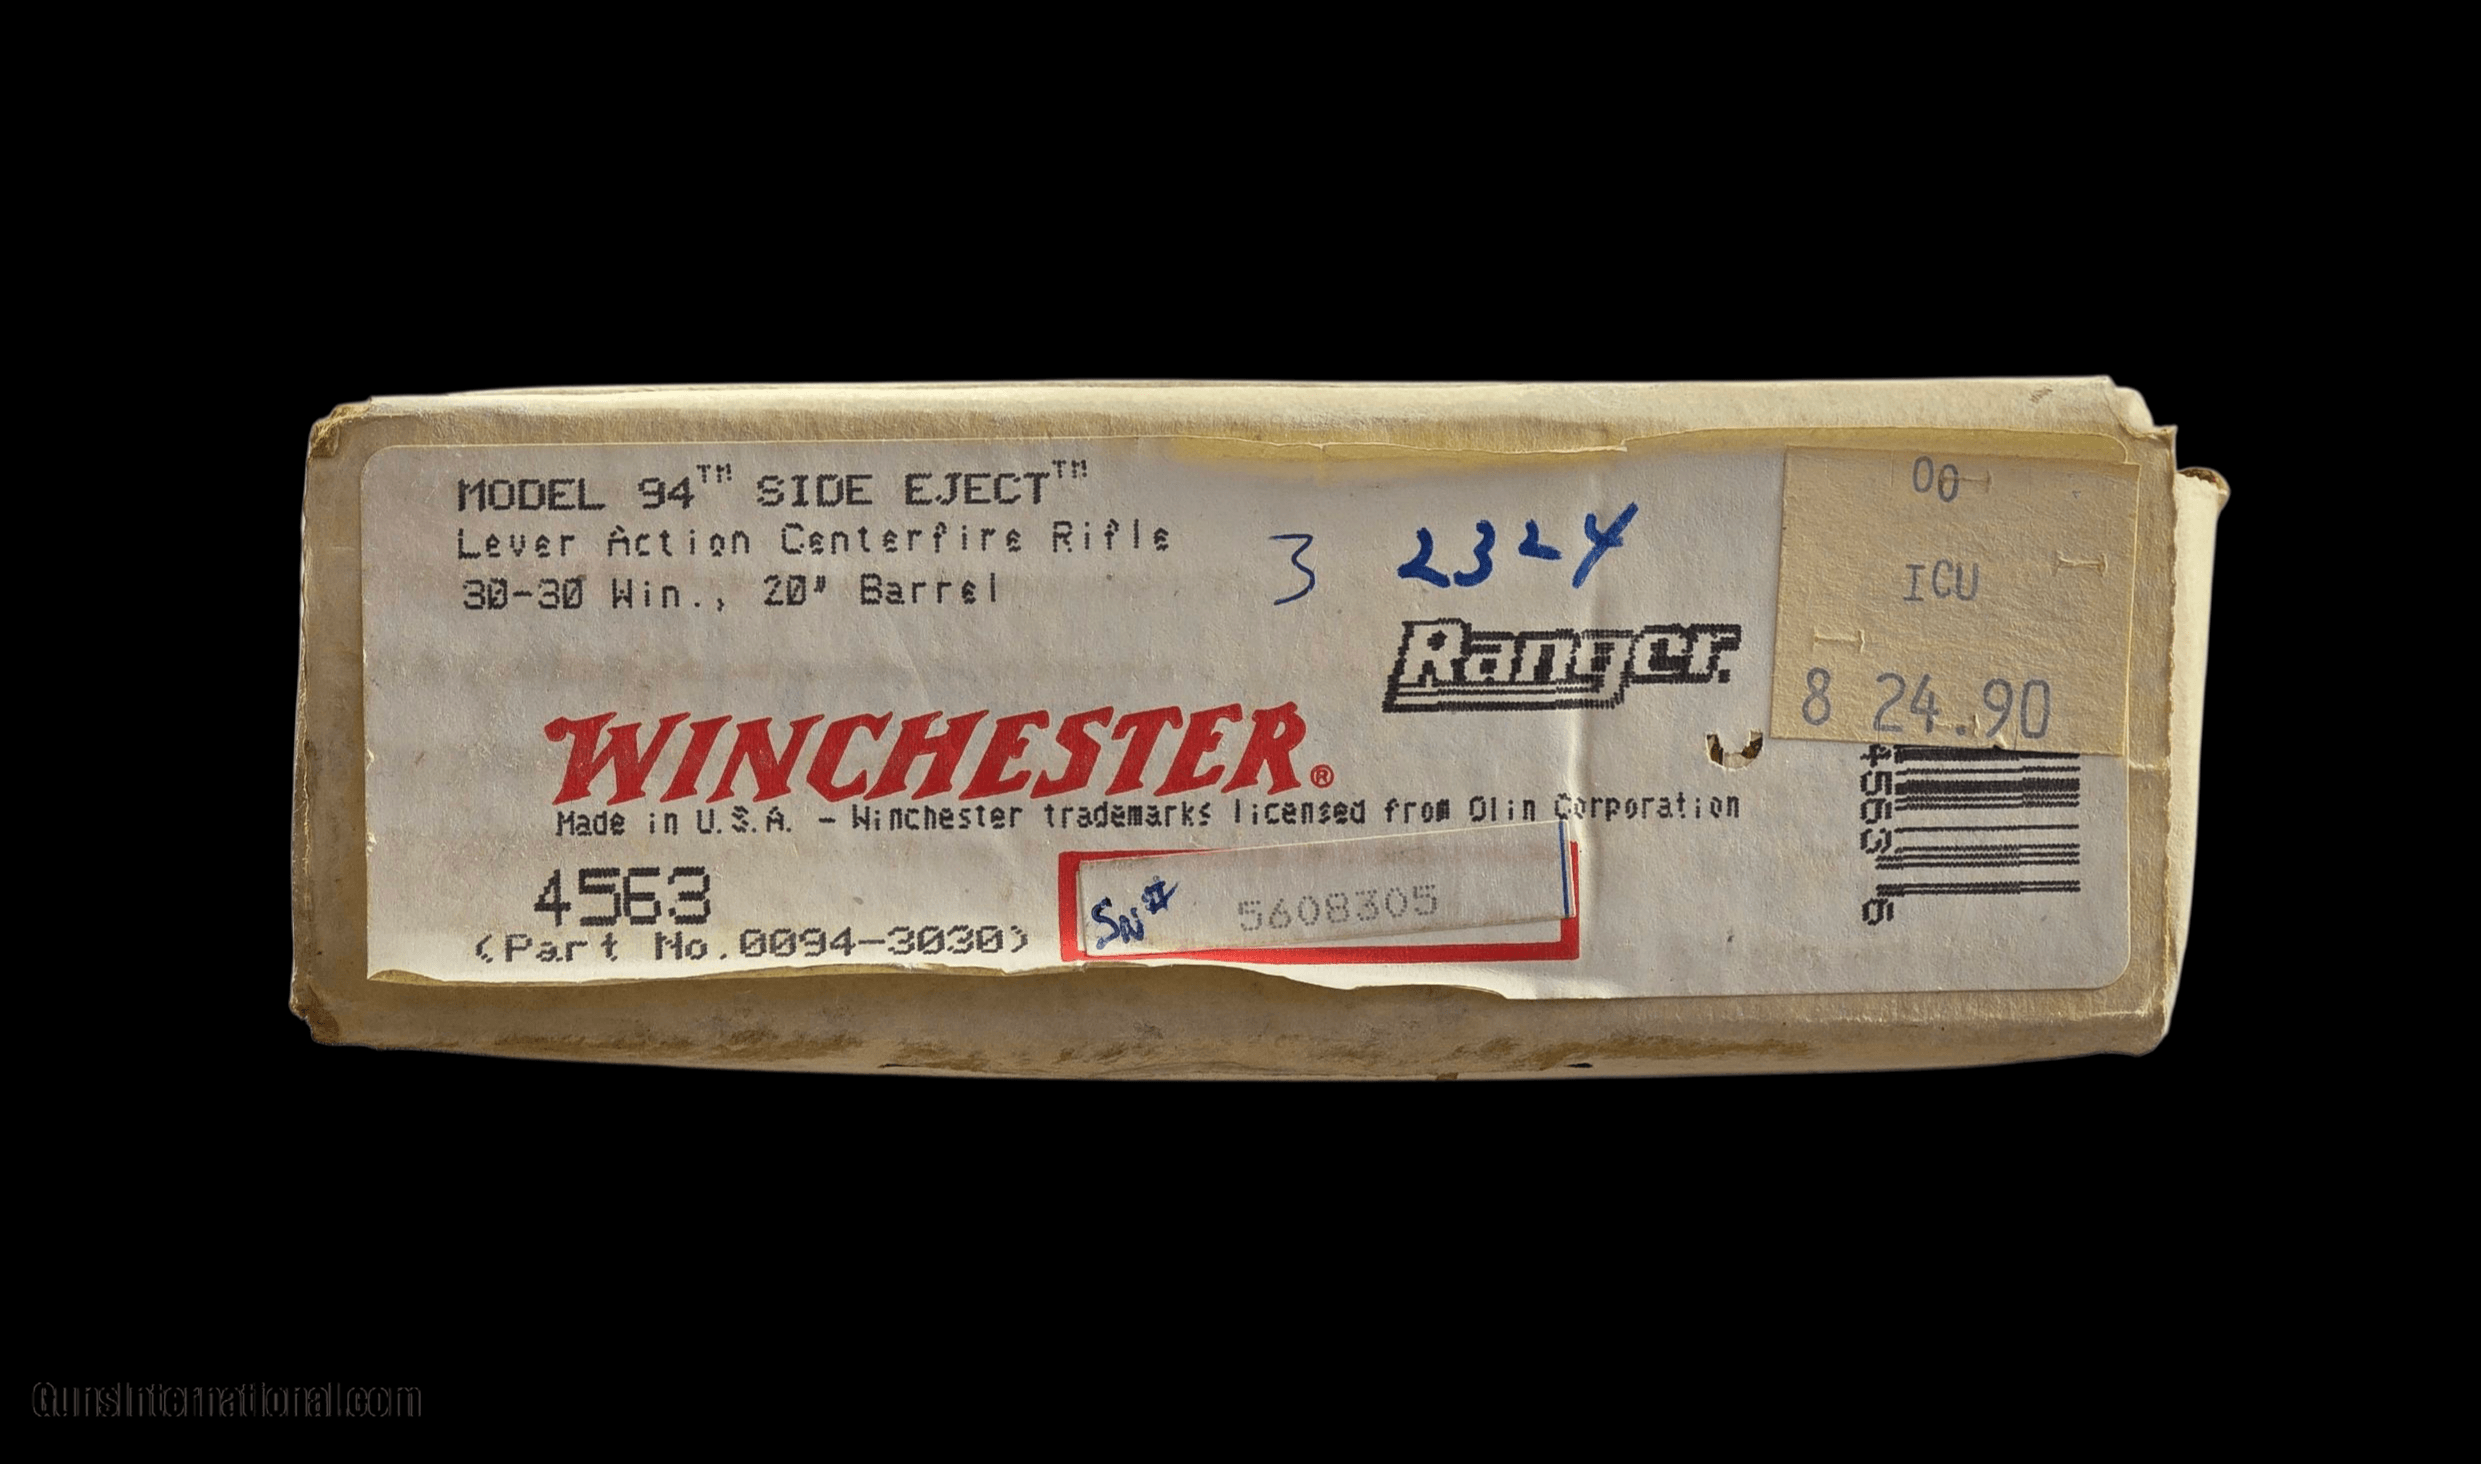 MODEL 94™ SIDE EJECT™
Lever Action Centerfire Rifle
30-30 Win., 20" Barrel
3 2324
Ranger.
00
ICU
8 24.90
WINCHESTER®
Made in U.S.A. - Winchester trademarks licensed from Olin Corporation
4563
(Part No.0094-3030)
SN# 5608305
4563
GunsInternational.com